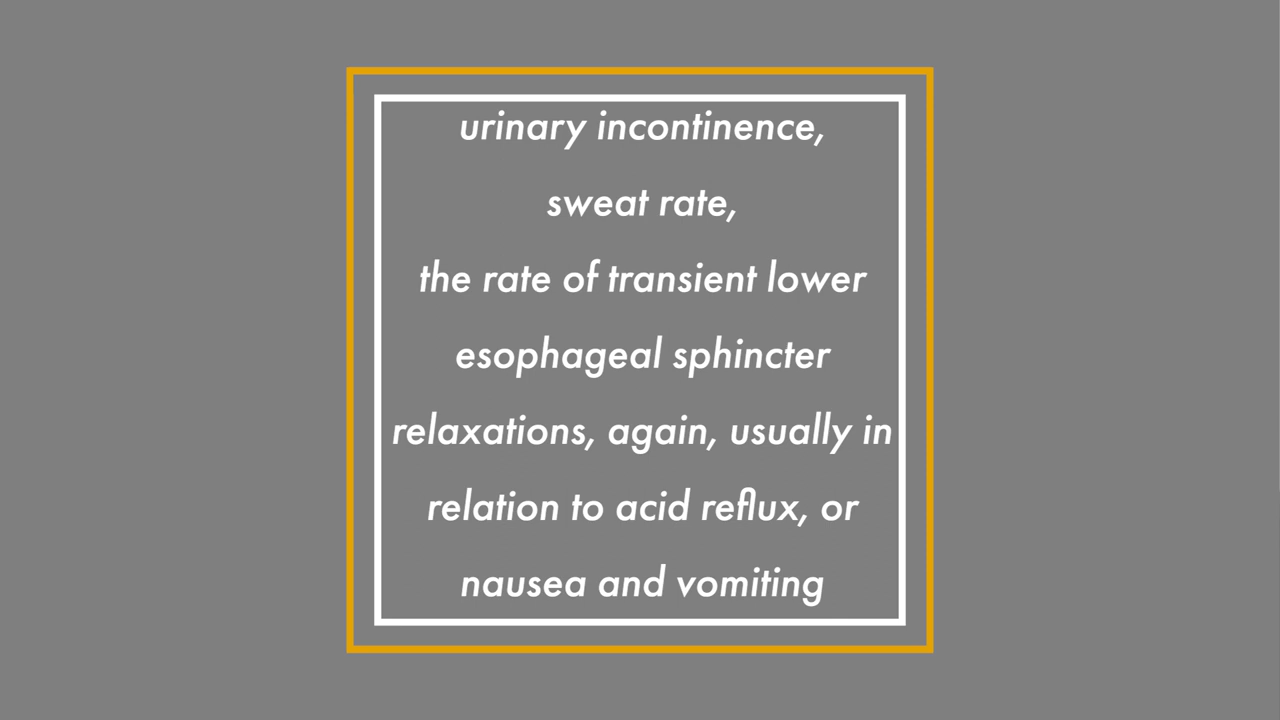 urinary incontinence,
sweat rate,
the rate of transient lower
esophageal sphincter
relaxations, again, usually in
relation to acid reflux, or
nausea and vomiting